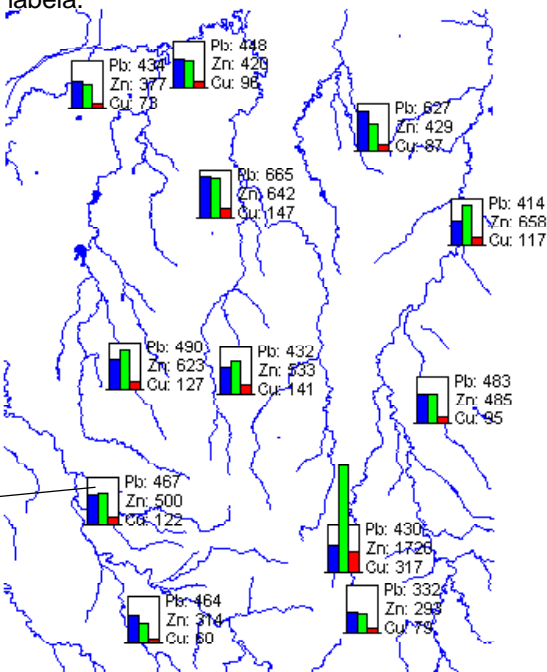 labela.
Pb: 434
Zn: 377
Cu: 73
Pb: 448
Zn: 420
Cu: 96
Pb: 627
Zn: 429
Cu: 87
Pb: 665
Zn: 642
Cu: 147
Pb: 414
Zn: 658
Cu: 117
Pb: 490
Zn: 623
Cu: 127
Pb: 432
Zn: 533
Cu: 141
Pb: 483
Zn: 485
Cu: 95
Pb: 467
Zn: 500
Cu: 122
Pb: 430
Zn:
Cu: 317
Pb: 464
Zn: 314
Cu: 60
Pb: 332
Zn: 293
Cu: 79